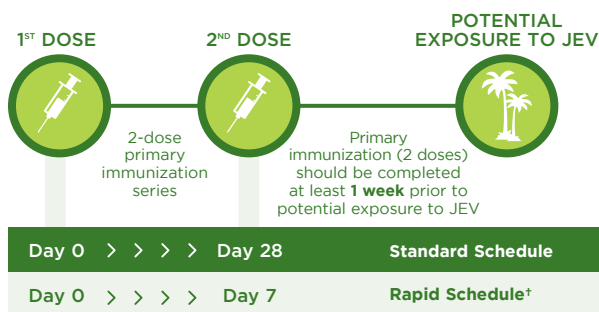 1ST DOSE
2ND DOSE
POTENTIAL
EXPOSURE TO JEV
2-dose
primary
immunization
series
Primary
immunization (2 doses)
should be completed
at least 1 week prior to
potential exposure to JEV
Day 0 > > > > Day 28 Standard Schedule
Day 0 > > > > Day 7 Rapid Schedule†